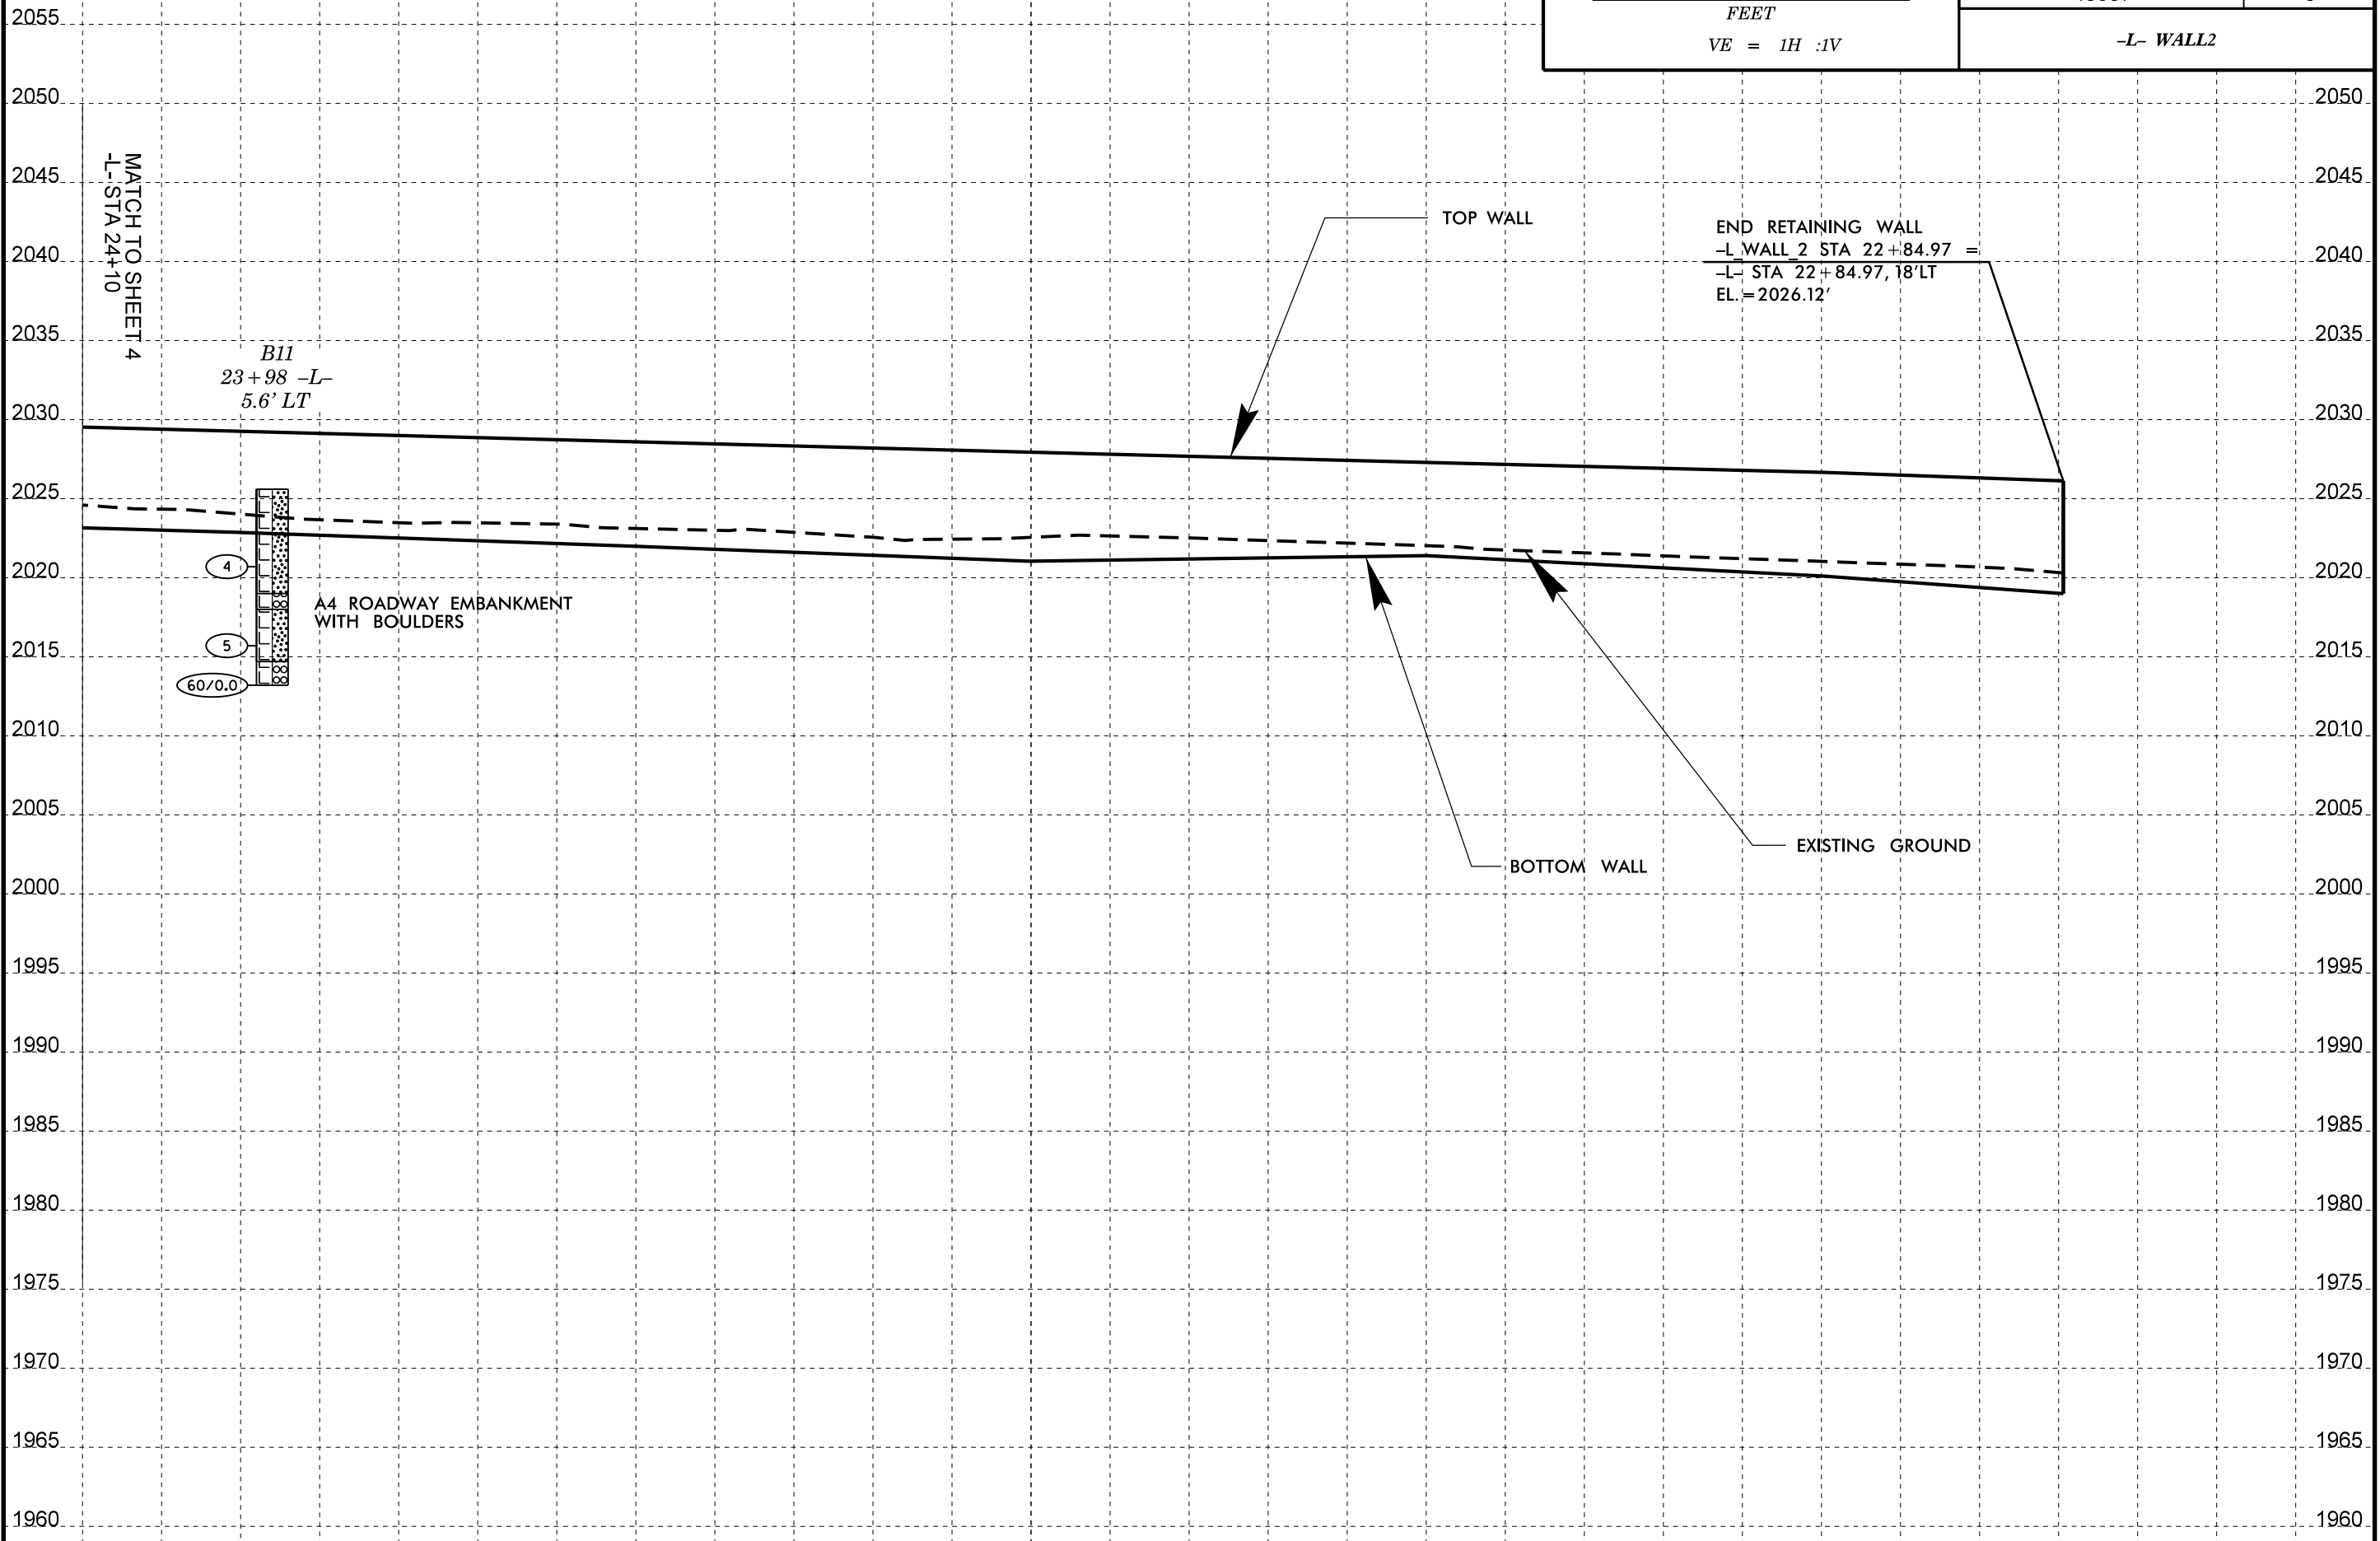 FEET
VE = 1H :1V
-L- WALL2
2055
2050 2050
2045 2045
2040 2040
2035 2035
2030 2030
2025 2025
2020 2020
2015 2015
2010 2010
2005 2005
2000 2000
1995 1995
1990 1990
1985 1985
1980 1980
1975 1975
1970 1970
1965 1965
1960 1960
MATCH TO SHEET 4
-L- STA 24+10
B11
23+98 -L-
5.6' LT
4
5
60/0.0
A4 ROADWAY EMBANKMENT
WITH BOULDERS
TOP WALL
END RETAINING WALL
-L_WALL_2 STA 22+84.97 =
-L- STA 22+84.97, 18'LT
EL.=2026.12'
EXISTING GROUND
BOTTOM WALL